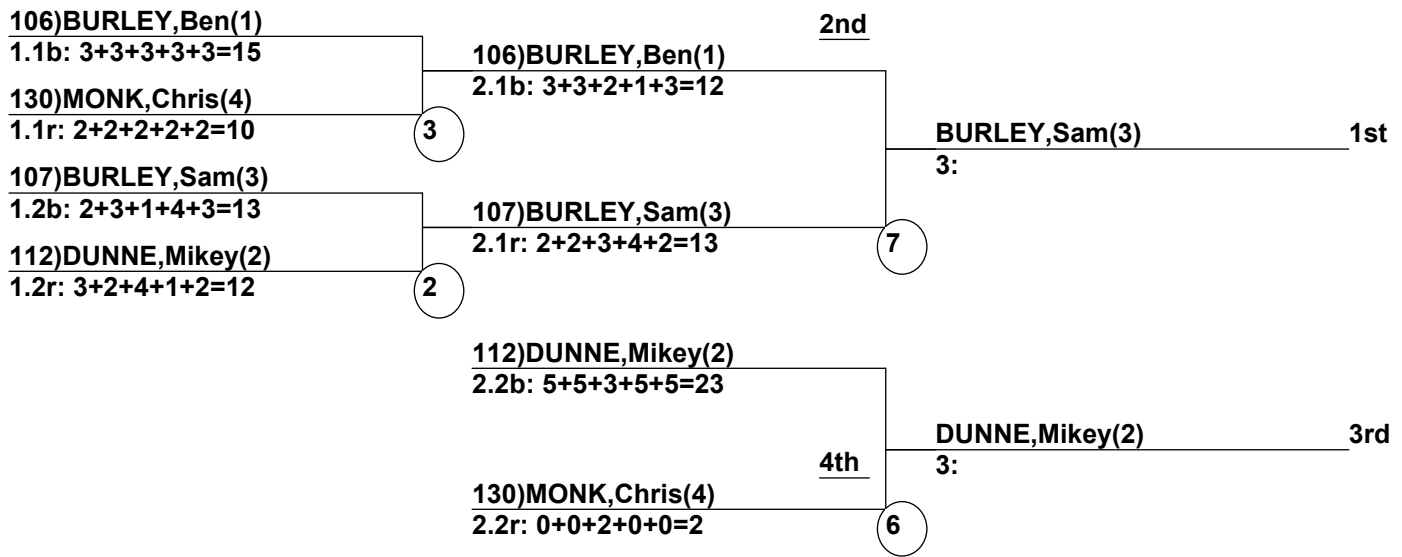 106)BURLEY,Ben(1)
1.1b: 3+3+3+3+3=15
130)MONK,Chris(4)
1.1r: 2+2+2+2+2=10
3
107)BURLEY,Sam(3)
1.2b: 2+3+1+4+3=13
112)DUNNE,Mikey(2)
1.2r: 3+2+4+1+2=12
2
2nd
106)BURLEY,Ben(1)
2.1b: 3+3+2+1+3=12
107)BURLEY,Sam(3)
2.1r: 2+2+3+4+2=13
7
BURLEY,Sam(3) 1st
3:
112)DUNNE,Mikey(2)
2.2b: 5+5+3+5+5=23
4th
130)MONK,Chris(4)
2.2r: 0+0+2+0+0=2
6
DUNNE,Mikey(2) 3rd
3: